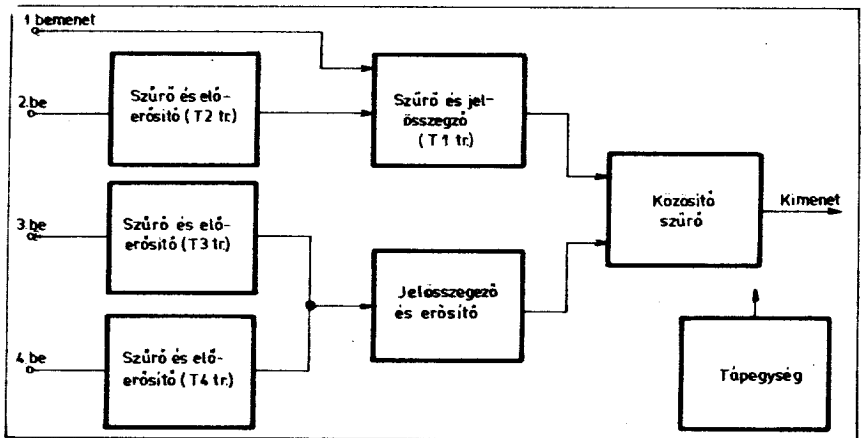 1. bemenet
2. be
Szűrő és elő-
erősítő (T2 tr.)
Szűrő és jel-
összegző
(T1 tr.)
3. be
Szűrő és elő-
erősítő (T3 tr.)
Közösítő
szűrő
Kimenet
Jelösszegező
és erősítő
4. be
Szűrő és elő-
erősítő (T4 tr.)
Tápegység